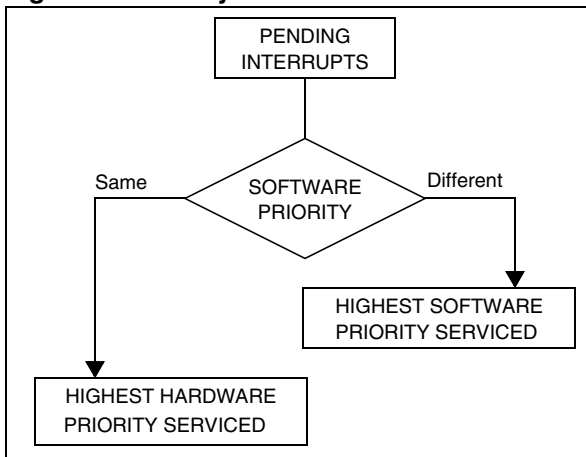 PENDING
INTERRUPTS
Same
SOFTWARE
PRIORITY
Different
HIGHEST SOFTWARE
PRIORITY SERVICED
HIGHEST HARDWARE
PRIORITY SERVICED